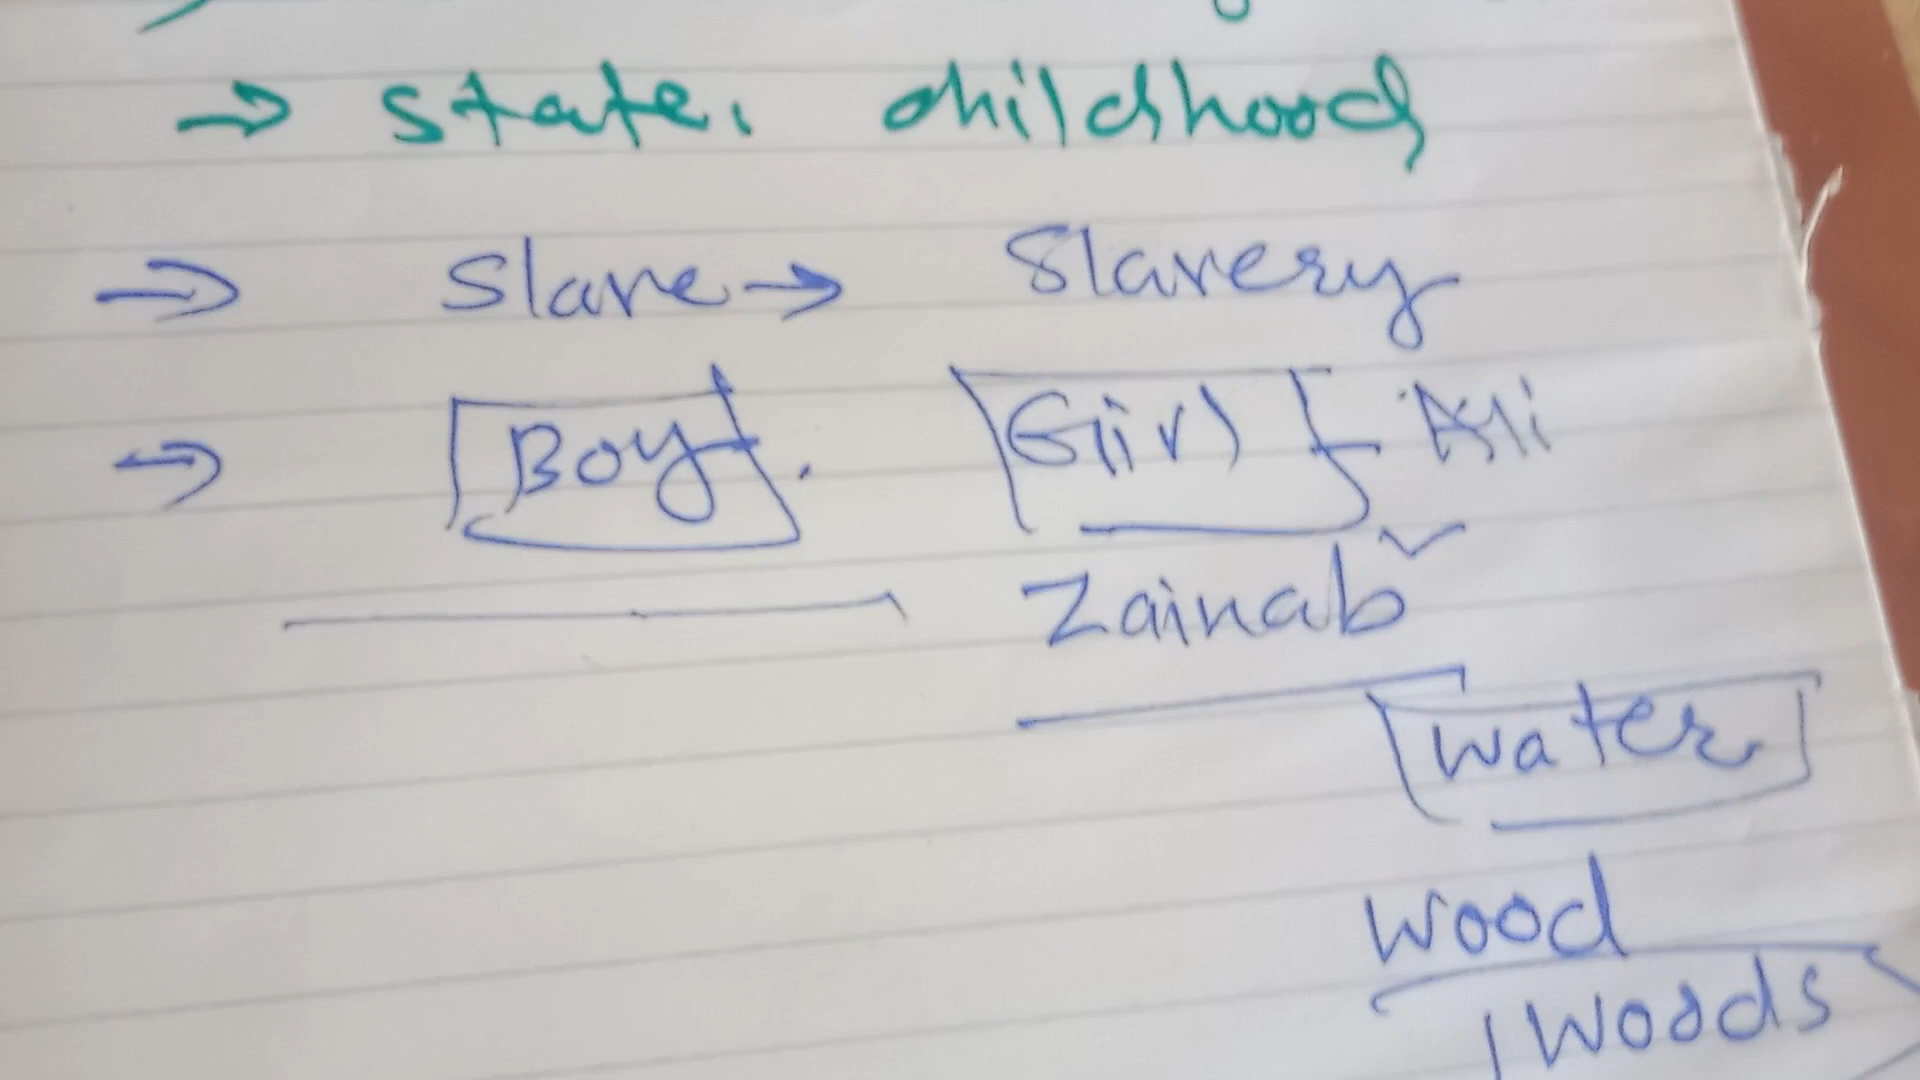 → State. childhood
⇒ Slave → Slavery
→ Boy. Girl Ali
Zainab
water
Wood
Woods